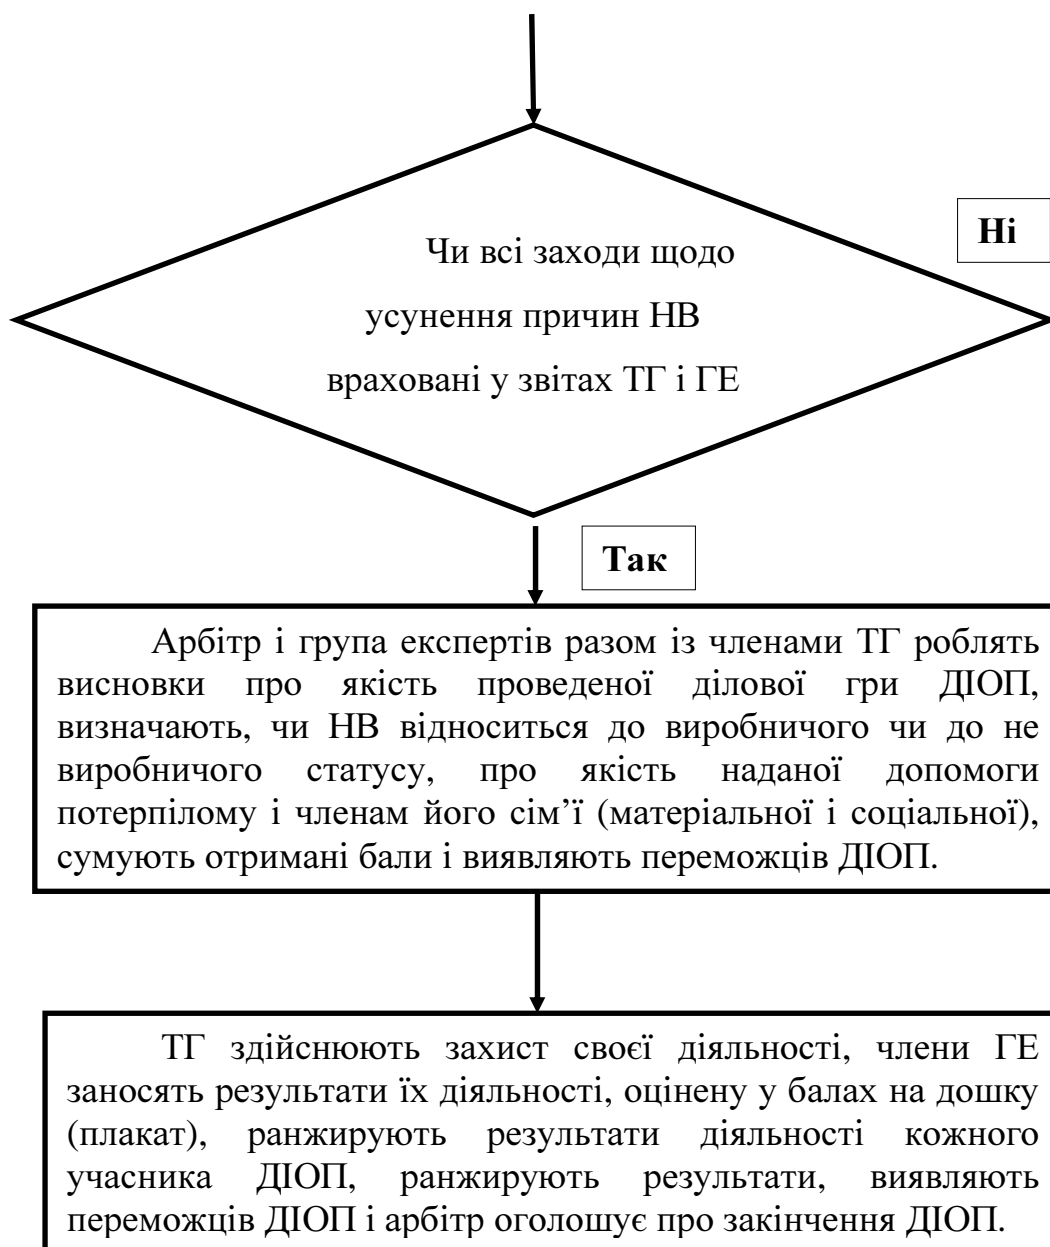 Ні
Чи всі заходи щодо
усунення причин НВ
враховані у звітах ТГ і ГЕ
Так
Арбітр і група експертів разом із членами ТГ роблять
висновки про якість проведеної ділової гри ДІОП,
визначають, чи НВ відноситься до виробничого чи до не
виробничого статусу, про якість наданої допомоги
потерпілому і членам його сім’ї (матеріальної і соціальної),
сумують отримані бали і виявляють переможців ДІОП.
ТГ здійснюють захист своєї діяльності, члени ГЕ
заносять результати їх діяльності, оцінену у балах на дошку
(плакат), ранжирують результати діяльності кожного
учасника ДІОП, ранжирують результати, виявляють
переможців ДІОП і арбітр оголошує про закінчення ДІОП.